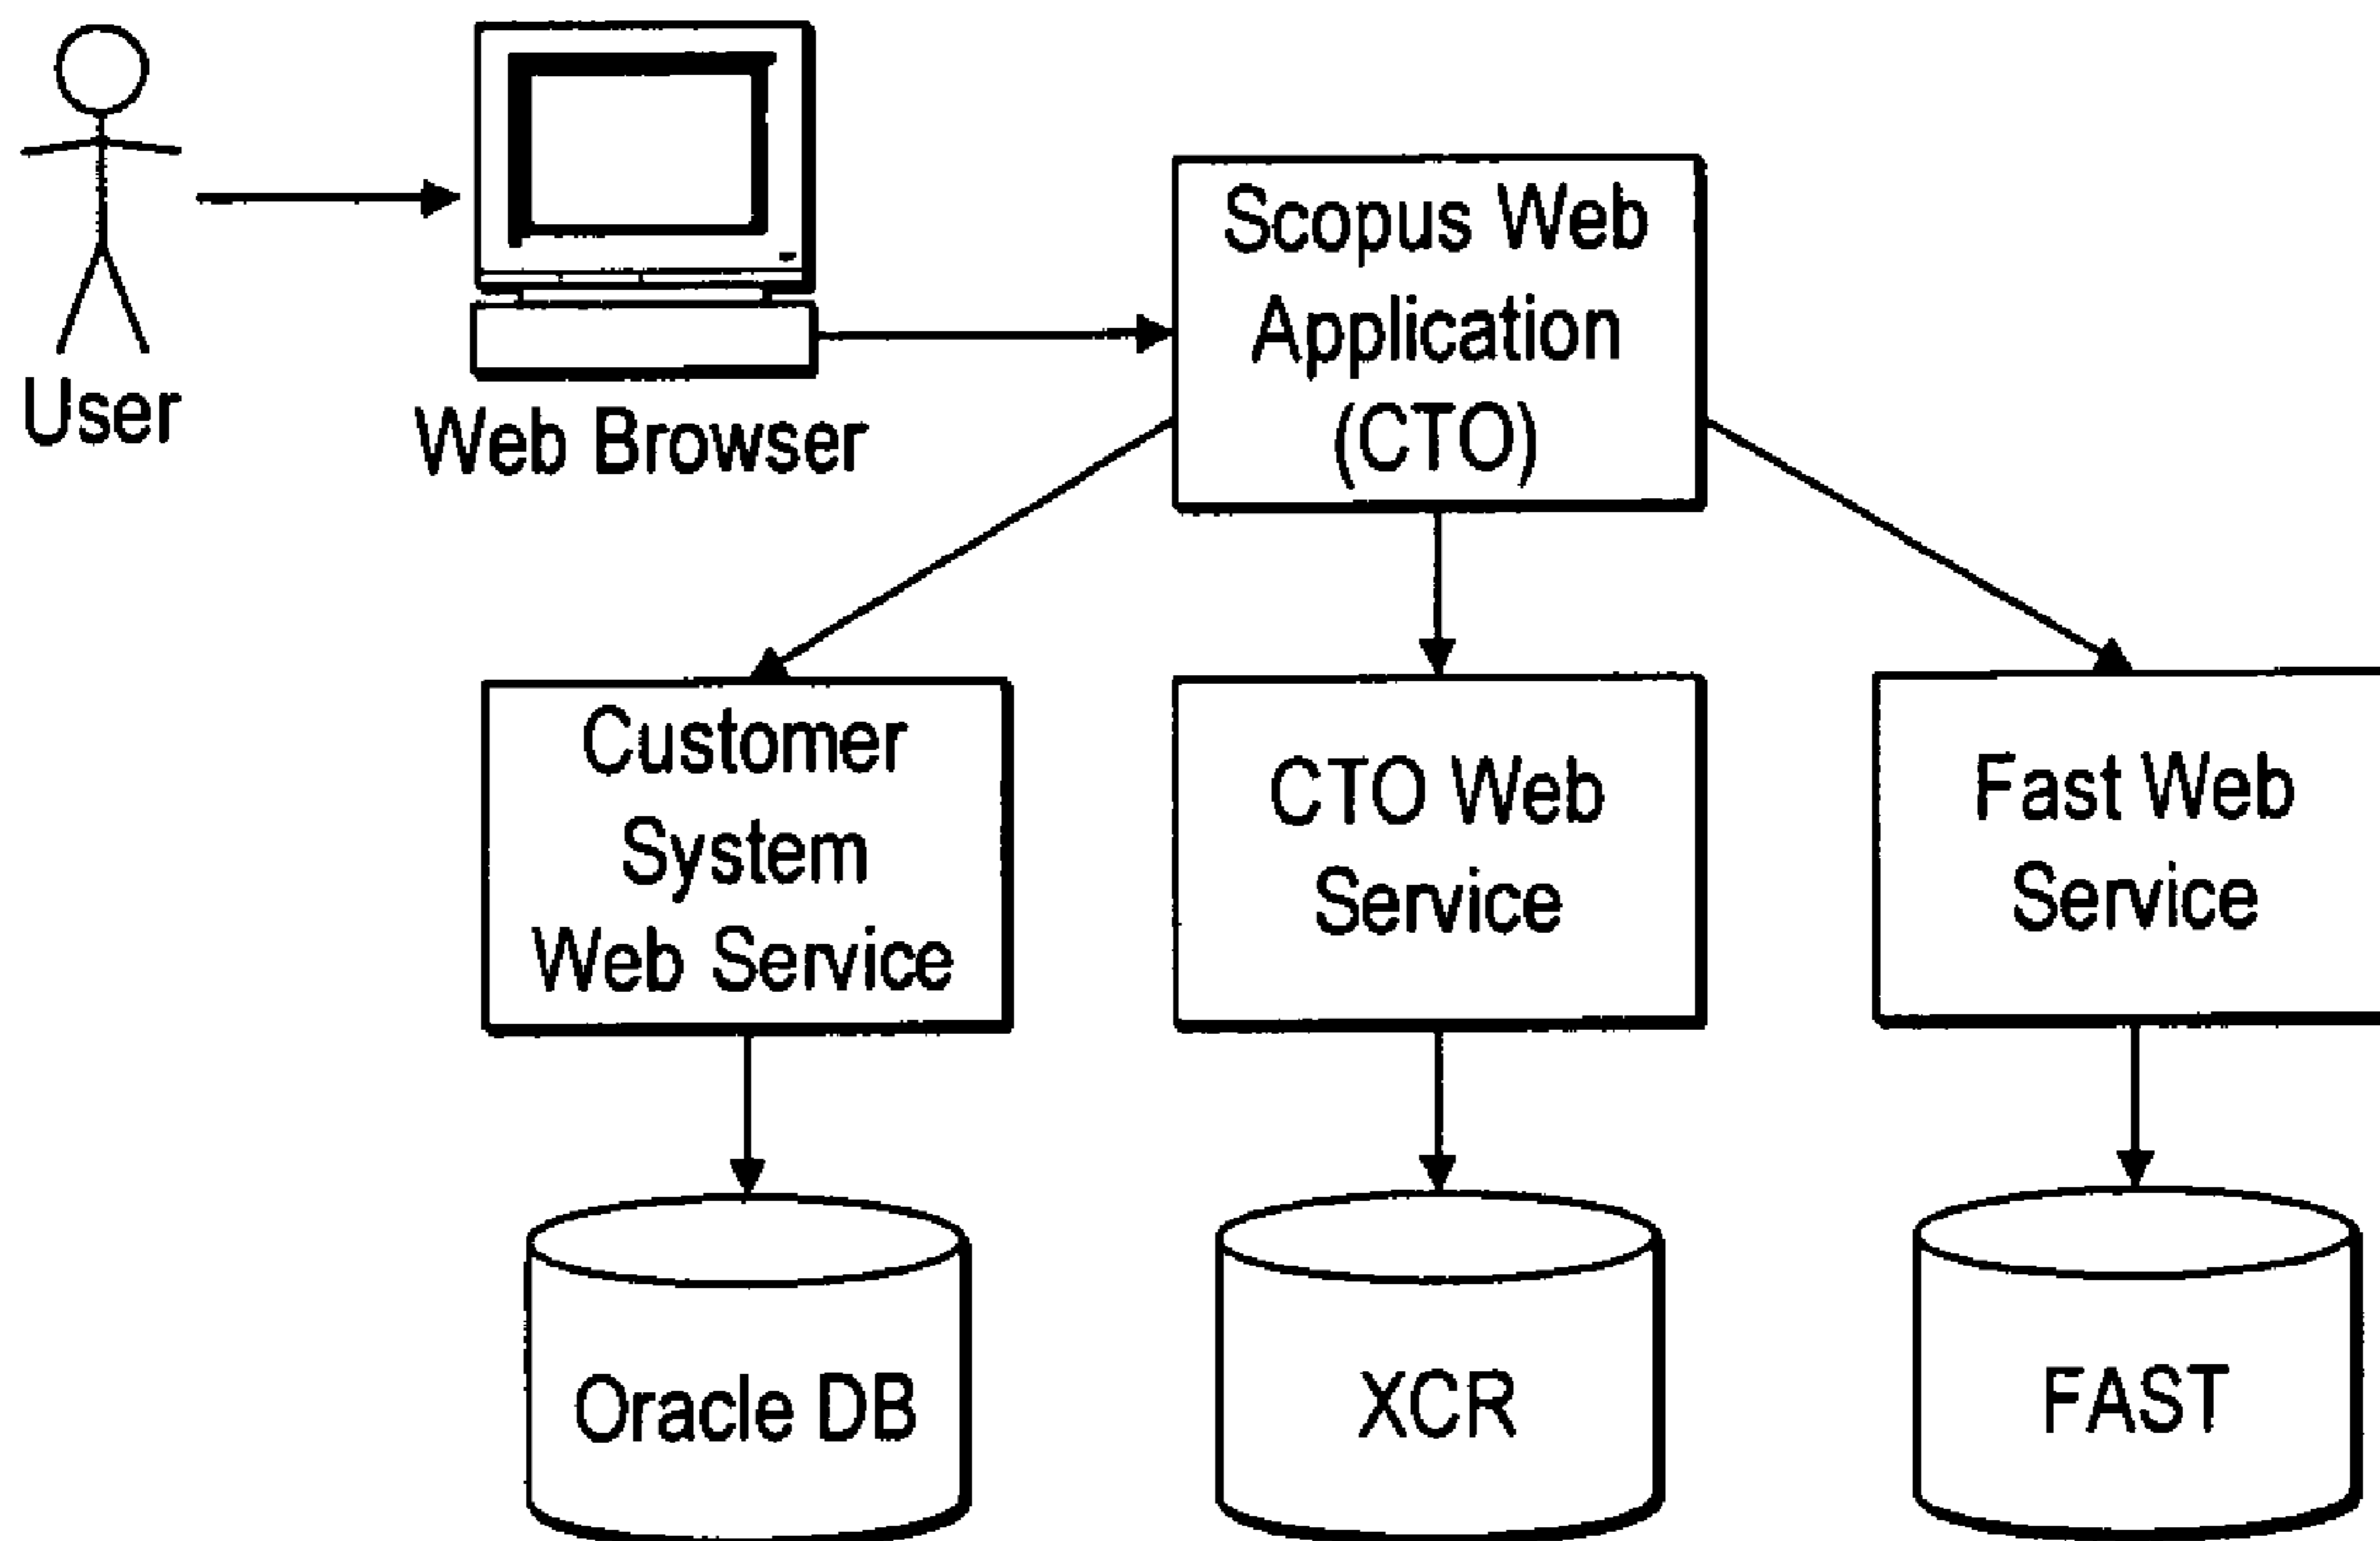 User
Web Browser
Scopus Web
Application
(CTO)
Customer
System
Web Service
CTO Web
Service
Fast Web
Service
Oracle DB
XCR
FAST